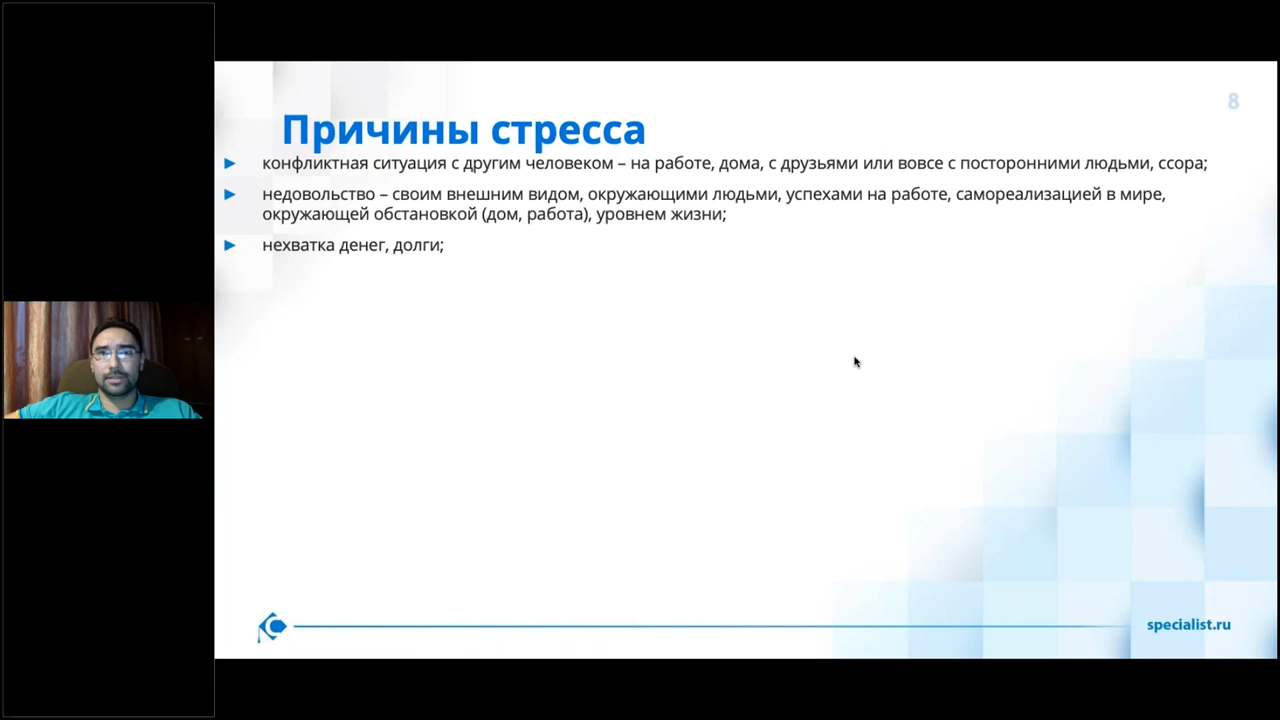 8
Причины стресса
конфликтная ситуация с другим человеком – на работе, дома, с друзьями или вовсе с посторонними людьми, ссора;
недовольство – своим внешним видом, окружающими людьми, успехами на работе, самореализацией в мире,
окружающей обстановкой (дом, работа), уровнем жизни;
нехватка денег, долги;
specialist.ru